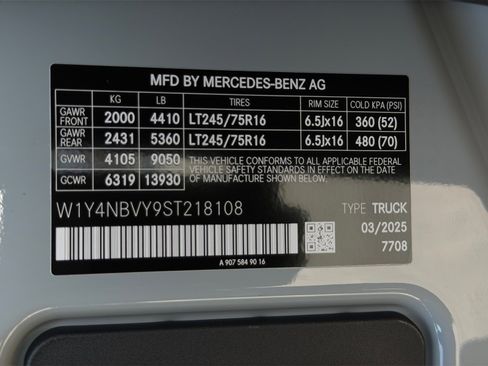 MFD BY MERCEDES-BENZ AG
KG LB TIRES RIM SIZE COLD KPA (PSI)
GAWR FRONT 2000 4410 LT245/75R16 6.5Jx16 360 (52)
GAWR REAR 2431 5360 LT245/75R16 6.5Jx16 480 (70)
GVWR 4105 9050 THIS VEHICLE CONFORMS TO ALL APPLICABLE FEDERAL
GCWR 6319 13930 MOTOR VEHICLE SAFETY STANDARDS IN EFFECT ON
THE DATE OF MANUFACTURE SHOWN.
W1Y4NBVY9ST218108 TYPE TRUCK
03/2025
7708
A 907 584 90 16